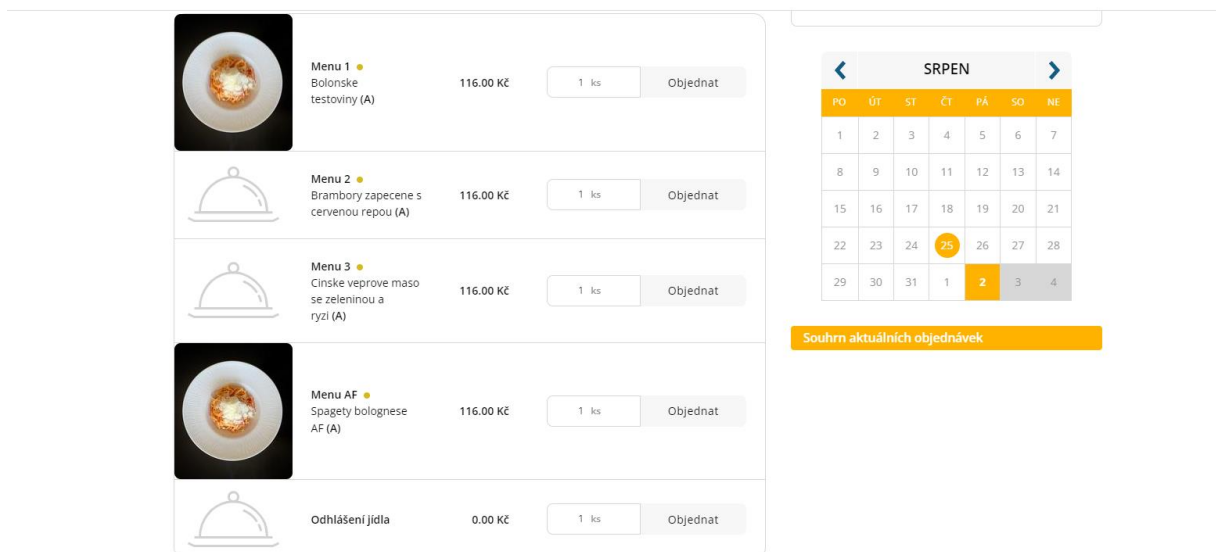 Menu 1
Bolonske
testoviny (A)
116.00 Kč
1 ks
Objednat
Menu 2
Brambory zapecene s
cervenou repou (A)
116.00 Kč
1 ks
Objednat
Menu 3
Cinske veprove maso
se zeleninou a
ryzi (A)
116.00 Kč
1 ks
Objednat
Menu AF
Spagety bolognese
AF (A)
116.00 Kč
1 ks
Objednat
Odhlášení jídla
0.00 Kč
1 ks
Objednat
SRPEN
PO ÚT ST ČT PÁ SO NE
1 2 3 4 5 6 7
8 9 10 11 12 13 14
15 16 17 18 19 20 21
22 23 24 25 26 27 28
29 30 31 1 2 3 4
Souhrn aktuálních objednávek